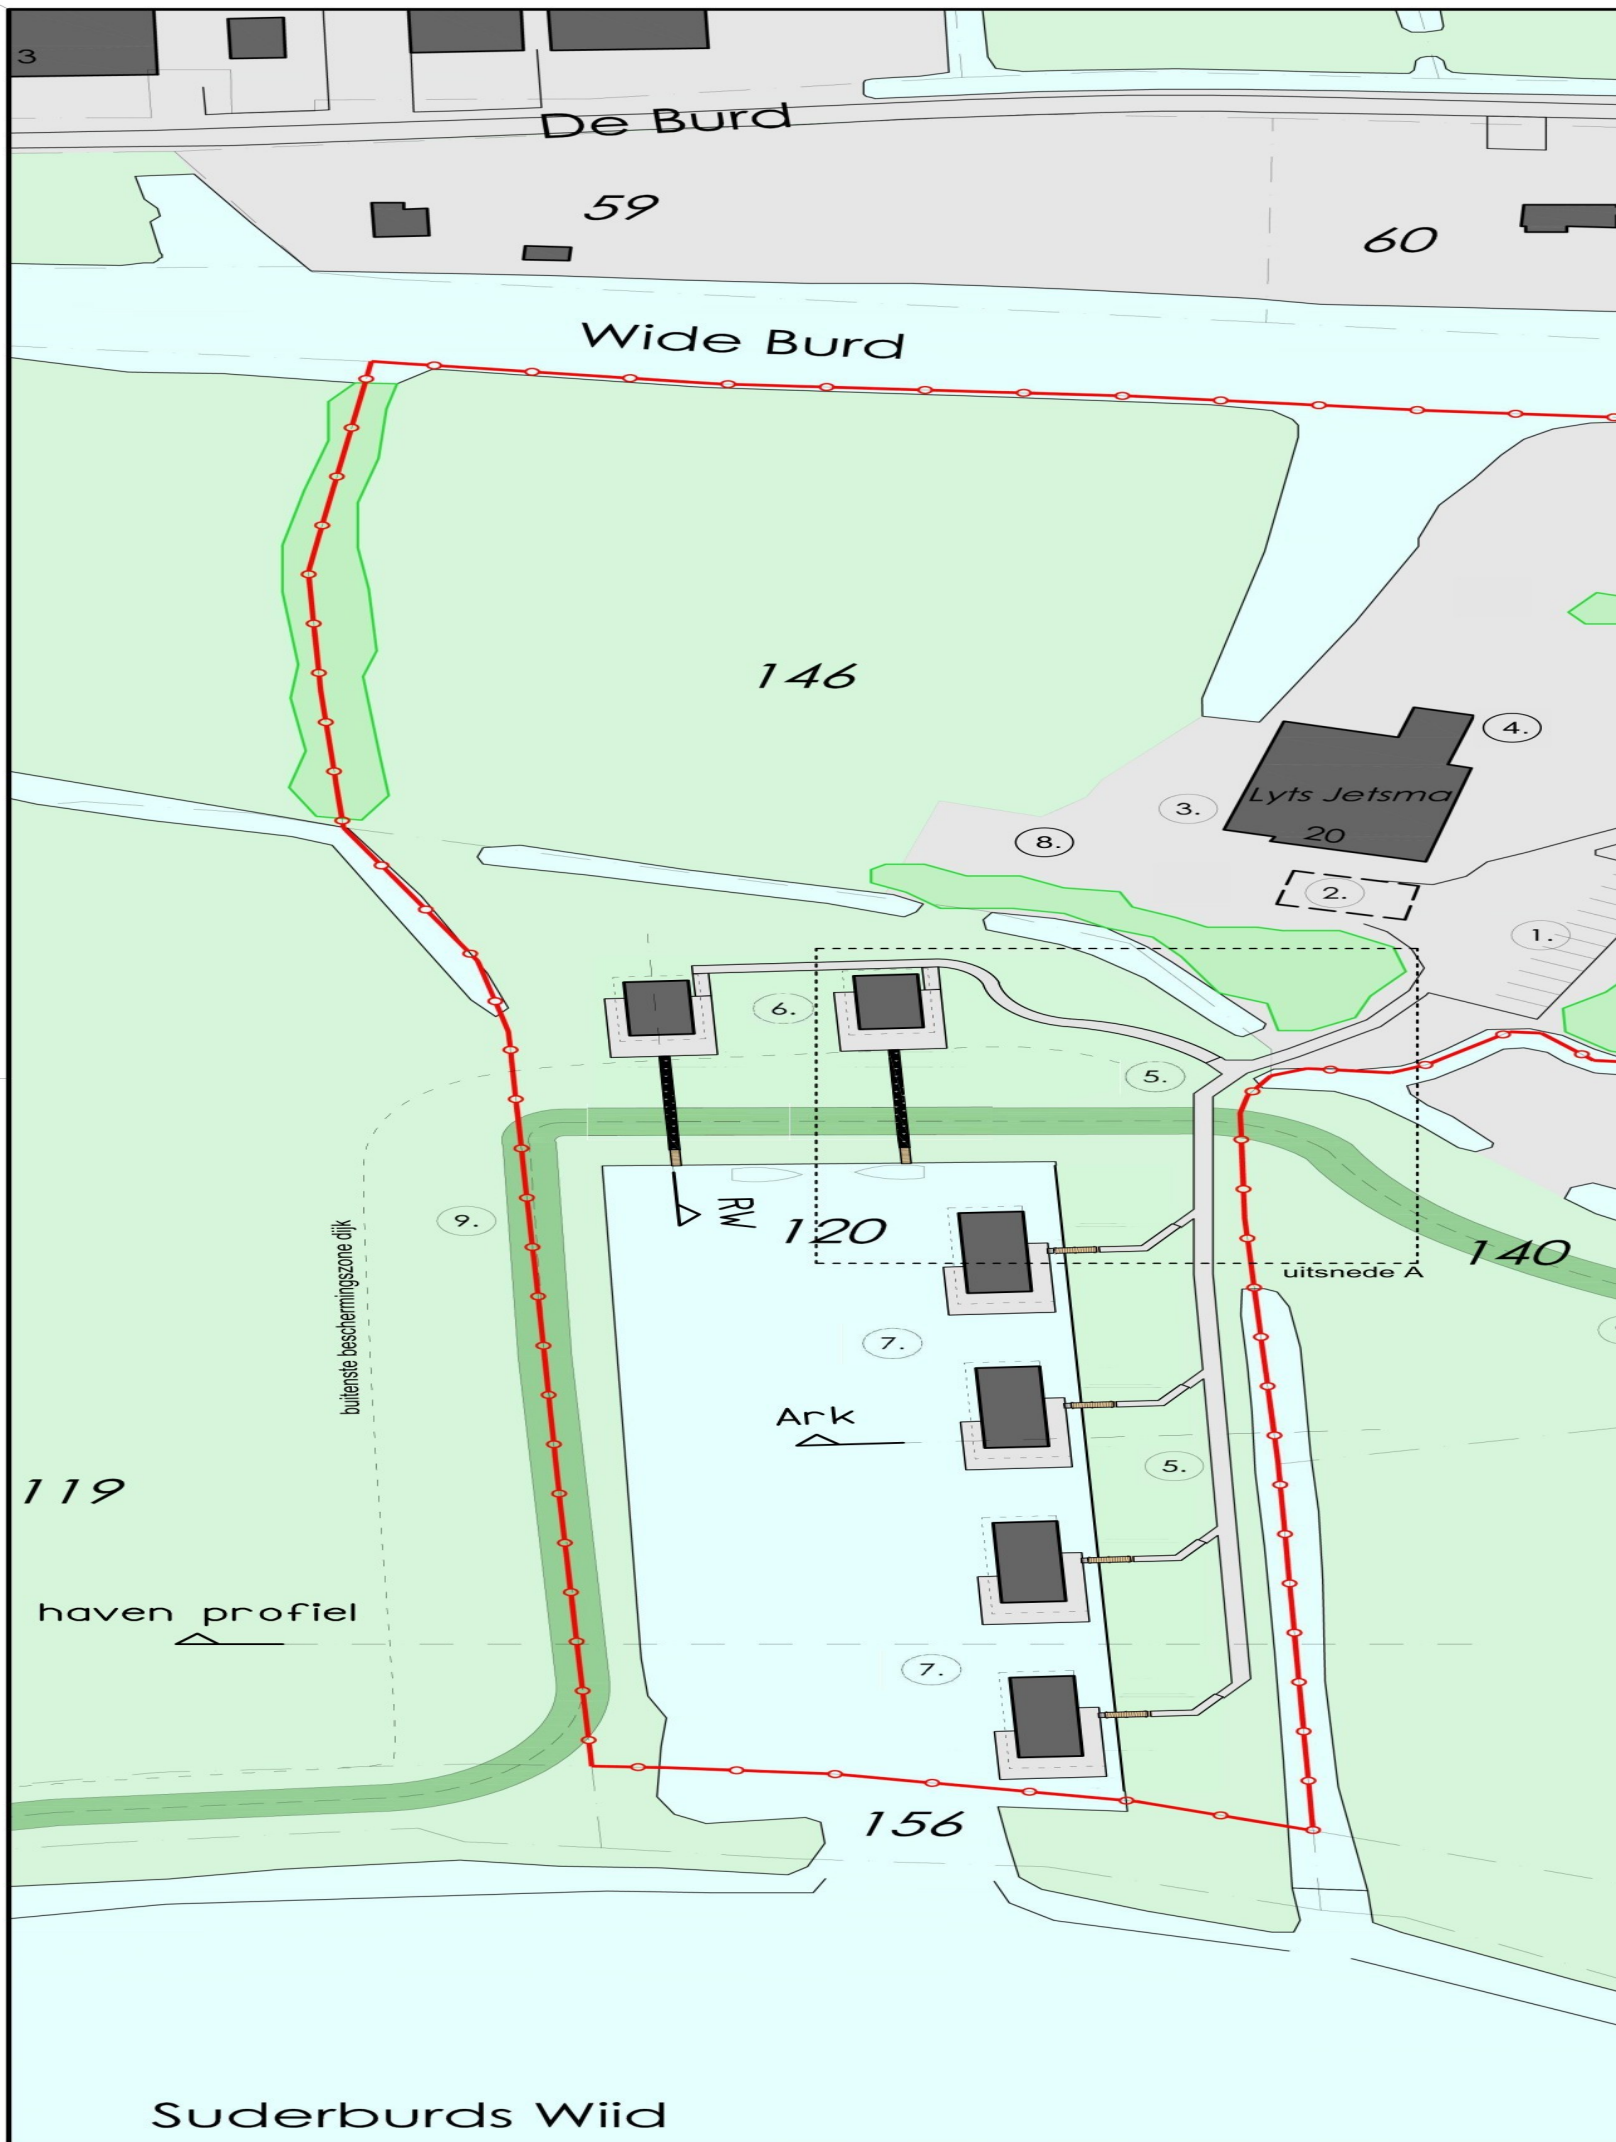 3
De Burd
59
60
Wide Burd
146
4.
3.
Lyts Jetsma
20
8.
2.
1.
6.
5.
9.
RW
120
140
uitsnede A
buitenste beschermingszone dijk
7.
Ark
5.
119
haven profiel
7.
156
Suderburds Wiid